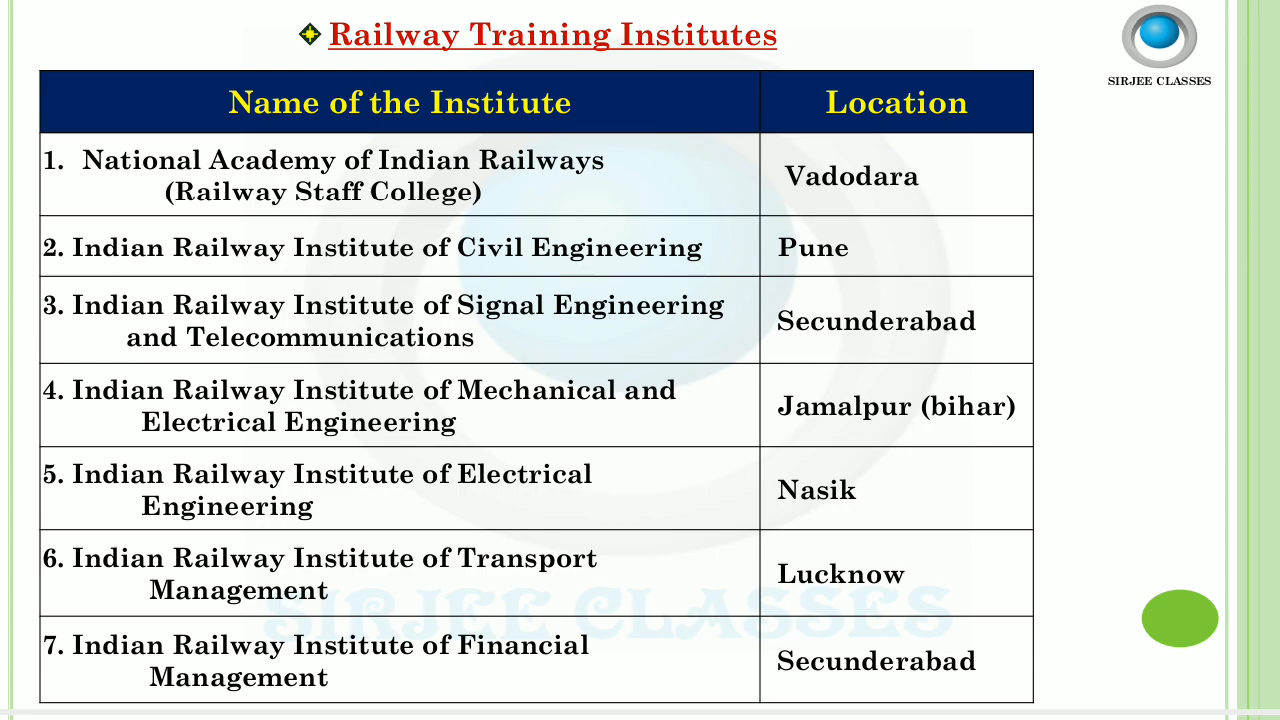 Railway Training Institutes
SIRJEE CLASSES
Name of the Institute
Location
1. National Academy of Indian Railways
(Railway Staff College)
Vadodara
2. Indian Railway Institute of Civil Engineering
Pune
3. Indian Railway Institute of Signal Engineering
and Telecommunications
Secunderabad
4. Indian Railway Institute of Mechanical and
Electrical Engineering
Jamalpur (bihar)
5. Indian Railway Institute of Electrical
Engineering
Nasik
6. Indian Railway Institute of Transport
Management
Lucknow
7. Indian Railway Institute of Financial
Management
Secunderabad
SIRJEE CLASSES